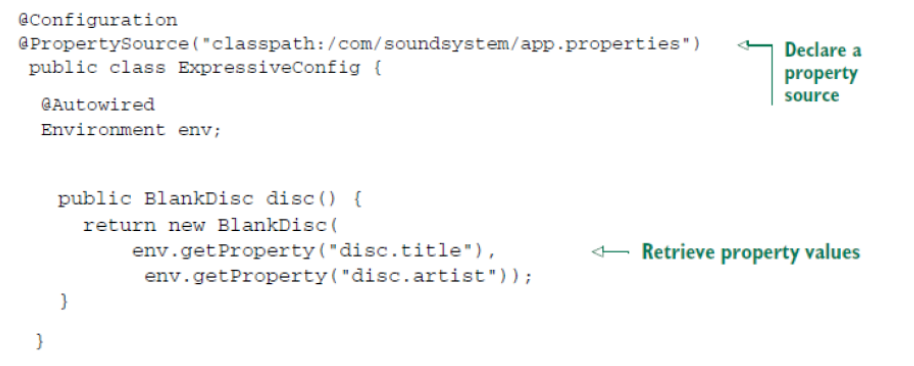 @Configuration
@PropertySource("classpath:/com/soundsystem/app.properties")
public class ExpressiveConfig {
Declare a
property
source
@Autowired
Environment env;
public BlankDisc disc() {
return new BlankDisc(
env.getProperty("disc.title"),
Retrieve property values
env.getProperty("disc.artist"));
}
}